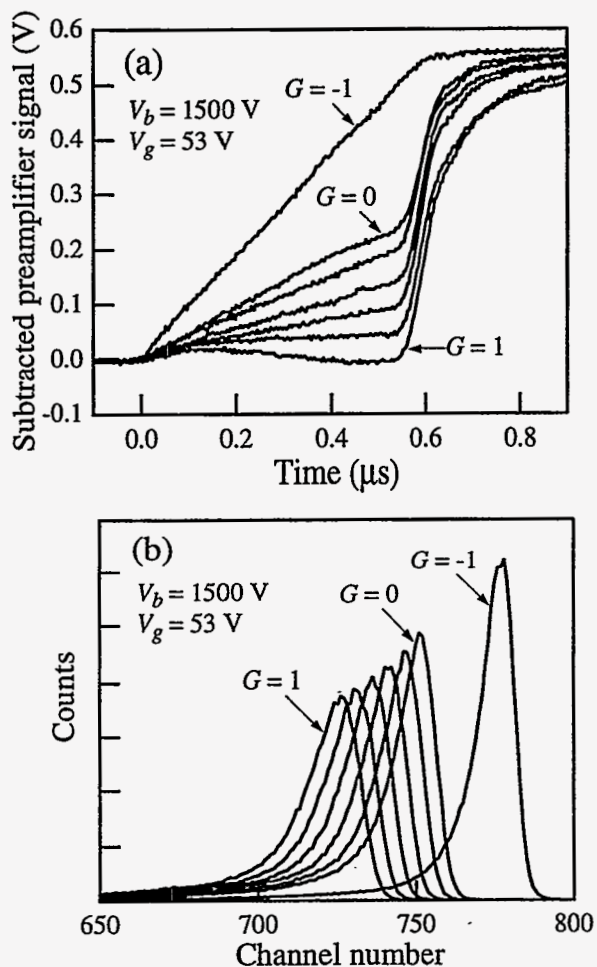 Subtracted preamplifier signal (V)
0.6
0.5
0.4
0.3
0.2
0.1
0.0
-0.1
(a)
V_b = 1500 V
V_g = 53 V
G = -1
G = 0
G = 1
0.0 0.2 0.4 0.6 0.8
Time (μs)
Counts
(b)
V_b = 1500 V
V_g = 53 V
G = -1
G = 0
G = 1
650 700 750 800
Channel number